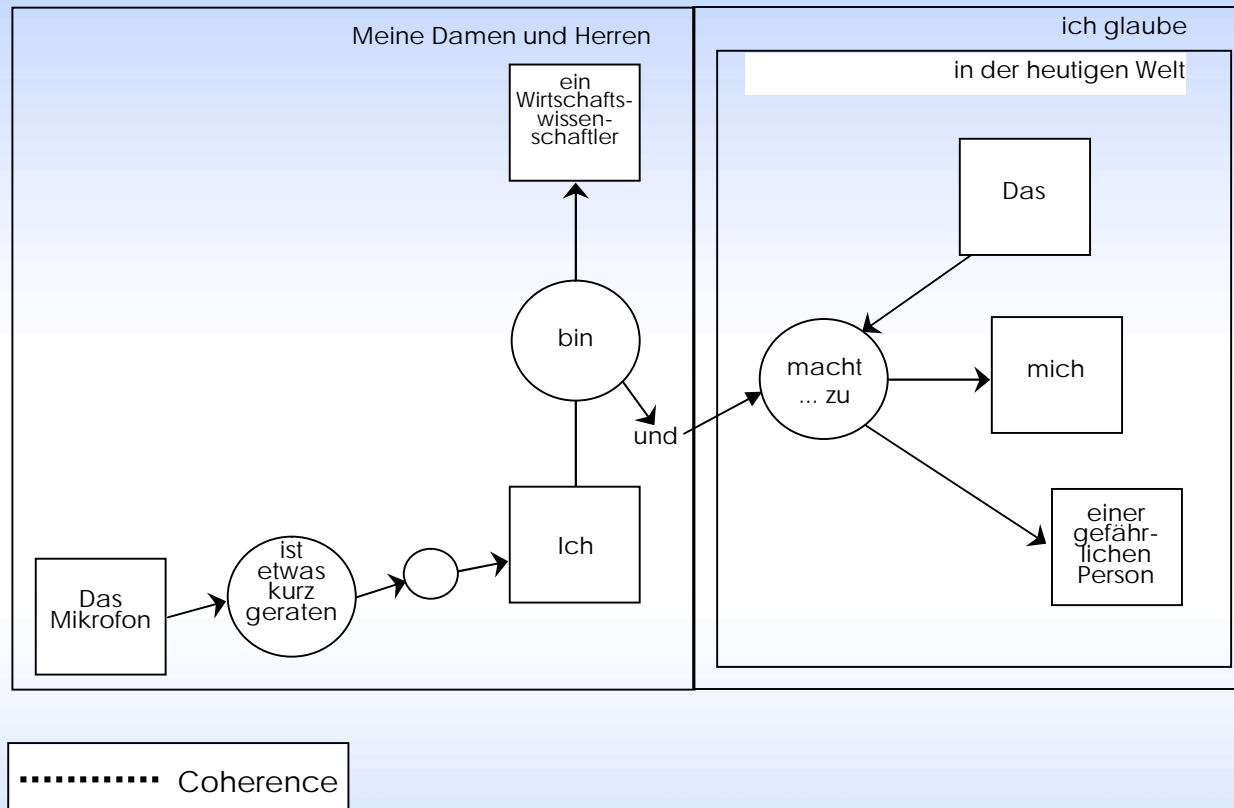 Meine Damen und Herren
ich glaube
in der heutigen Welt
ein
Wirtschafts-
wissen-
schaftler
Das
bin
macht
... zu
mich
und
Ich
einer
gefähr-
lichen
Person
ist
etwas
kurz
geraten
Das
Mikrofon
Coherence